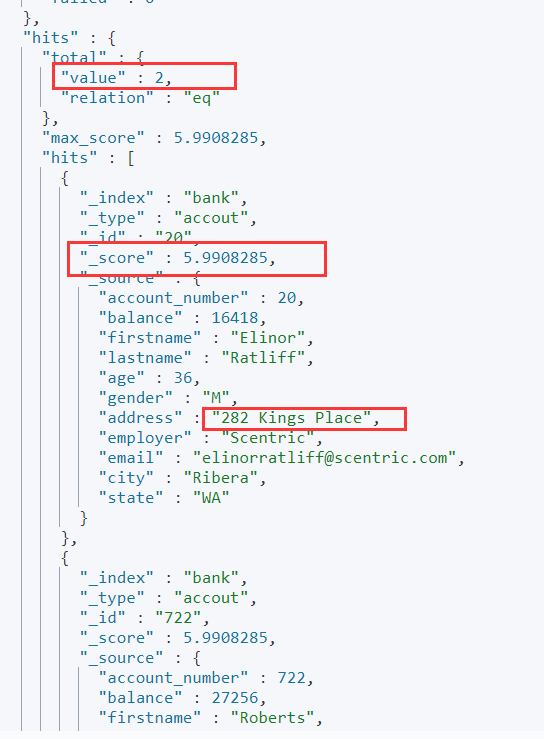 },
"hits" : {
"total" : {
"value" : 2,
"relation" : "eq"
},
"max_score" : 5.9908285,
"hits" : [
{
"_index" : "bank",
"_type" : "accout",
"_id" : "20",
"_score" : 5.9908285,
"_source" : {
"account_number" : 20,
"balance" : 16418,
"firstname" : "Elinor",
"lastname" : "Ratliff",
"age" : 36,
"gender" : "M",
"address" : "282 Kings Place",
"employer" : "Scentric",
"email" : "elinorratliff@scentric.com",
"city" : "Ribera",
"state" : "WA"
}
},
{
"_index" : "bank",
"_type" : "accout",
"_id" : "722",
"_score" : 5.9908285,
"_source" : {
"account_number" : 722,
"balance" : 27256,
"firstname" : "Roberts",